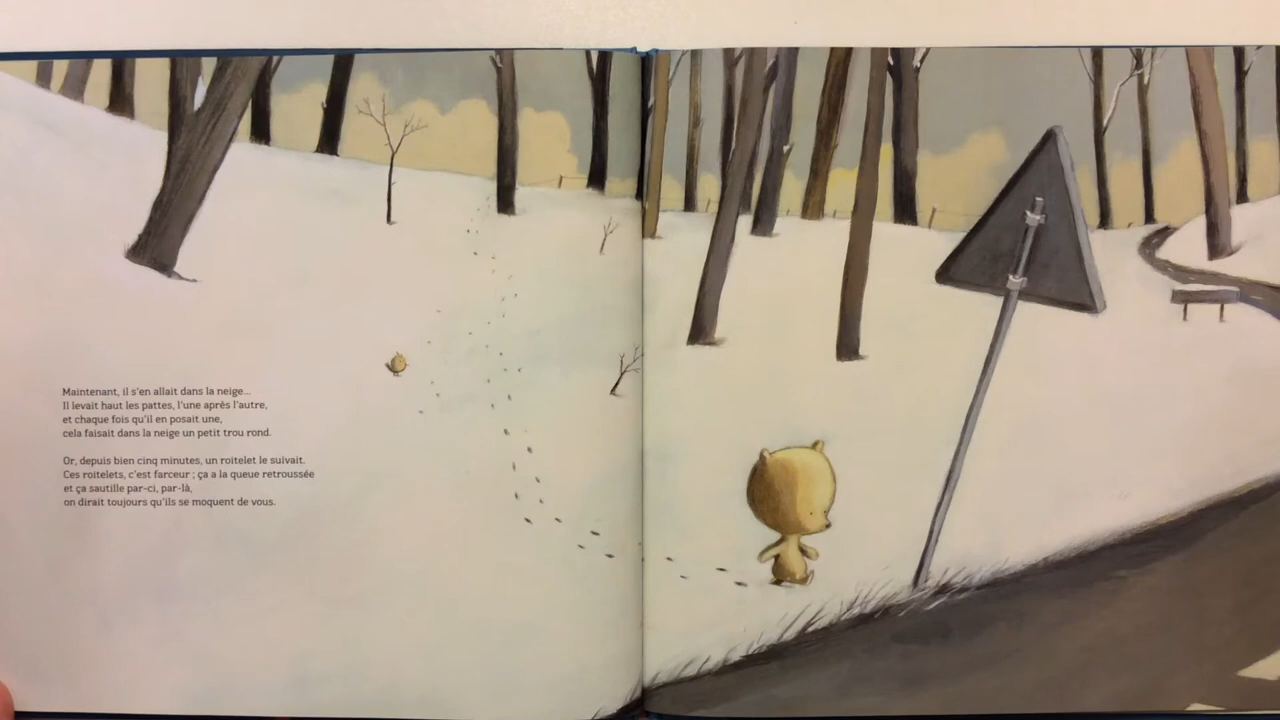 Maintenant, il s'en allait dans la neige...
Il levait haut les pattes, l'une après l'autre,
et chaque fois qu'il en posait une,
cela faisait dans la neige un petit trou rond.
Or, depuis bien cinq minutes, un roitelet le suivait.
Ces roitelets, c'est farceur ; ça a la queue retroussée
et ça sautille par-ci, par-là,
on dirait toujours qu'ils se moquent de vous.